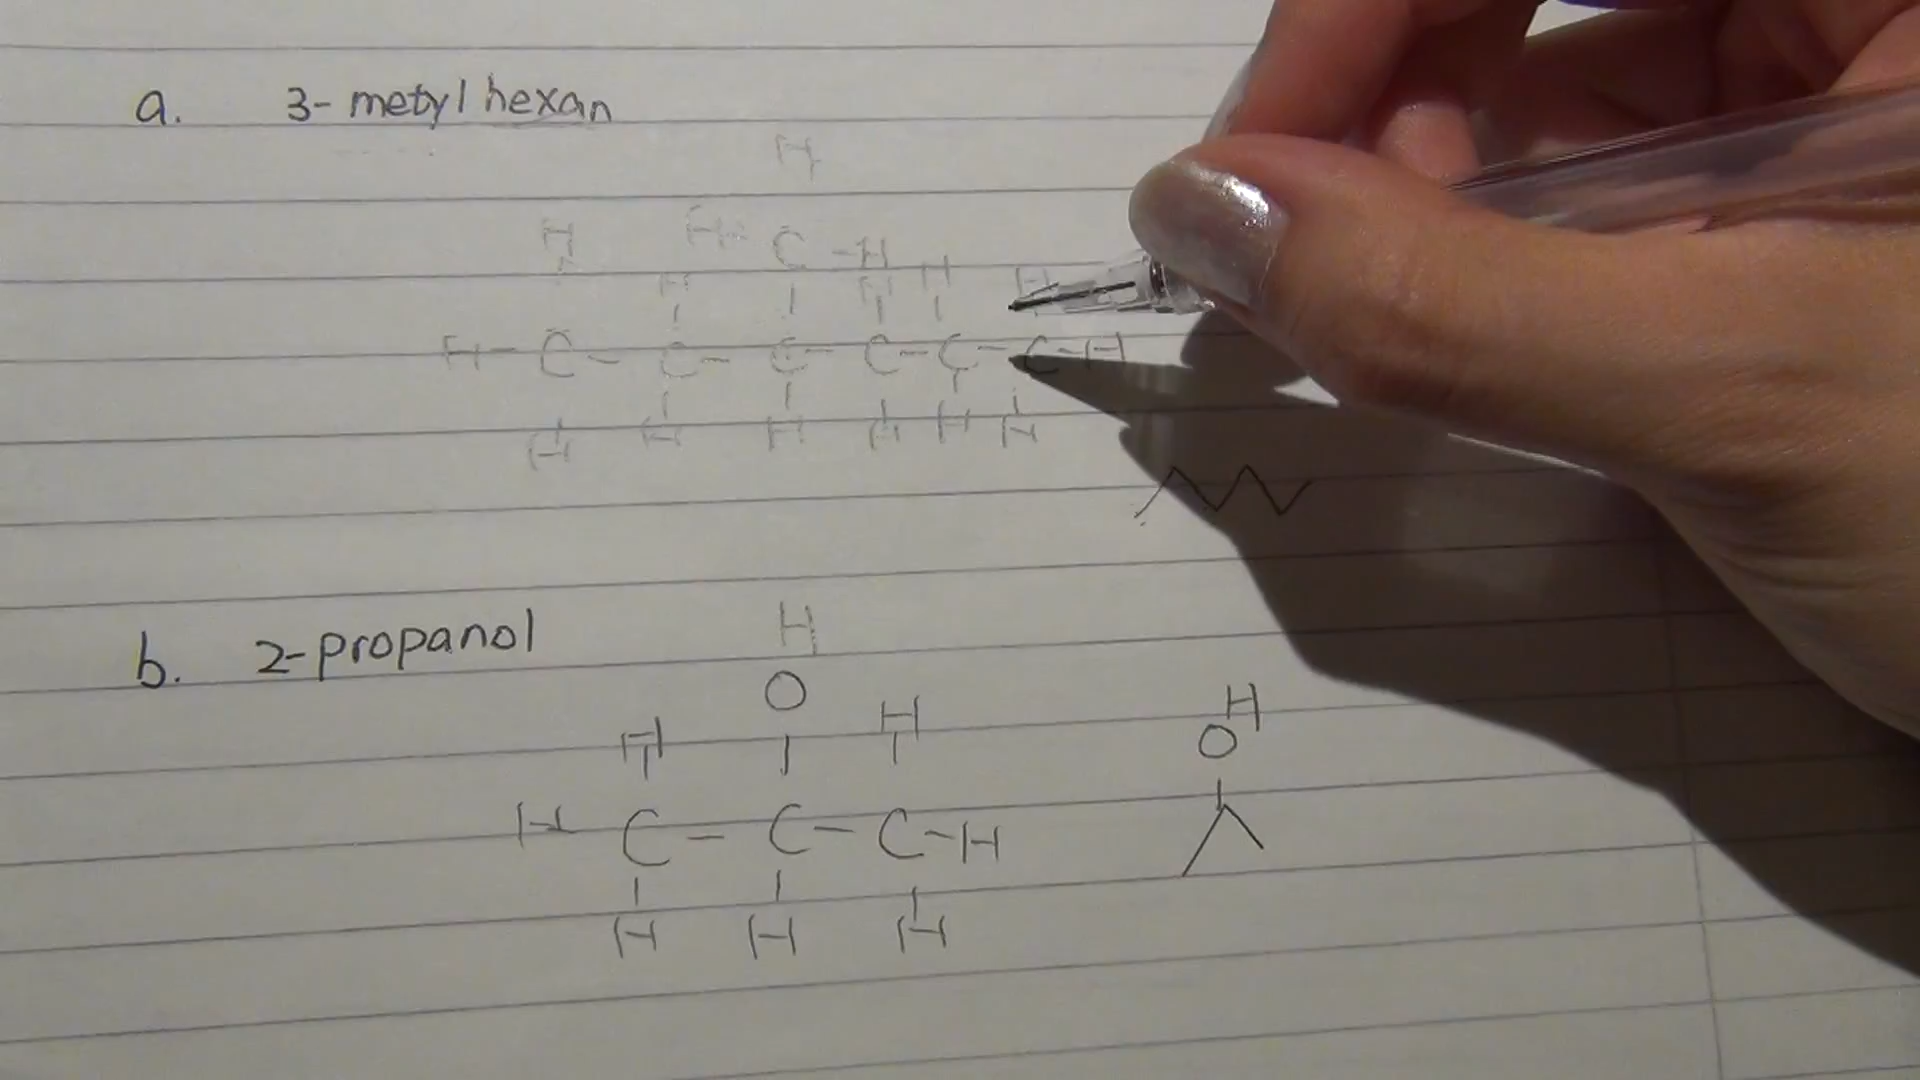 a. 3-metyl hexan
H
H H- C -H
H H H H
H- C - C - C - C - C - C -H
H H H H H H
b. 2-propanol
H
O
H H
H- C - C - C -H
H H H
H
O